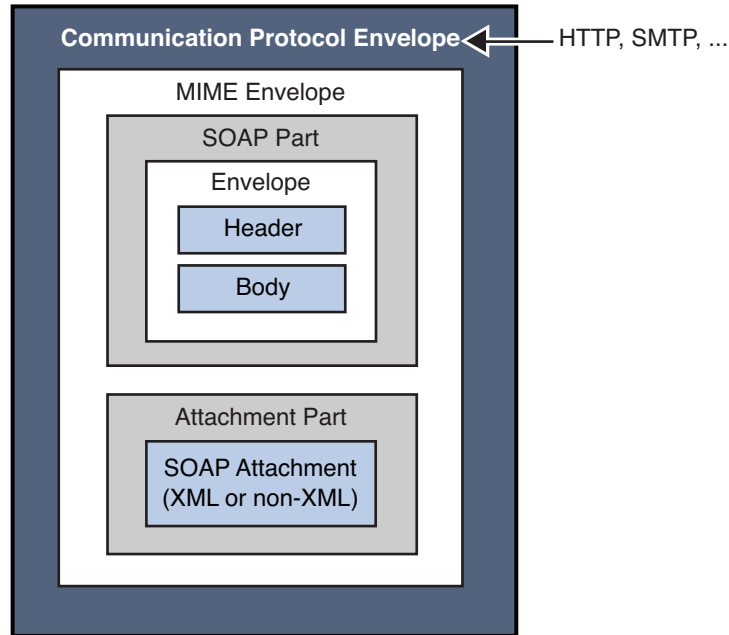 Communication Protocol Envelope
HTTP, SMTP, ...
MIME Envelope
SOAP Part
Envelope
Header
Body
Attachment Part
SOAP Attachment
(XML or non-XML)